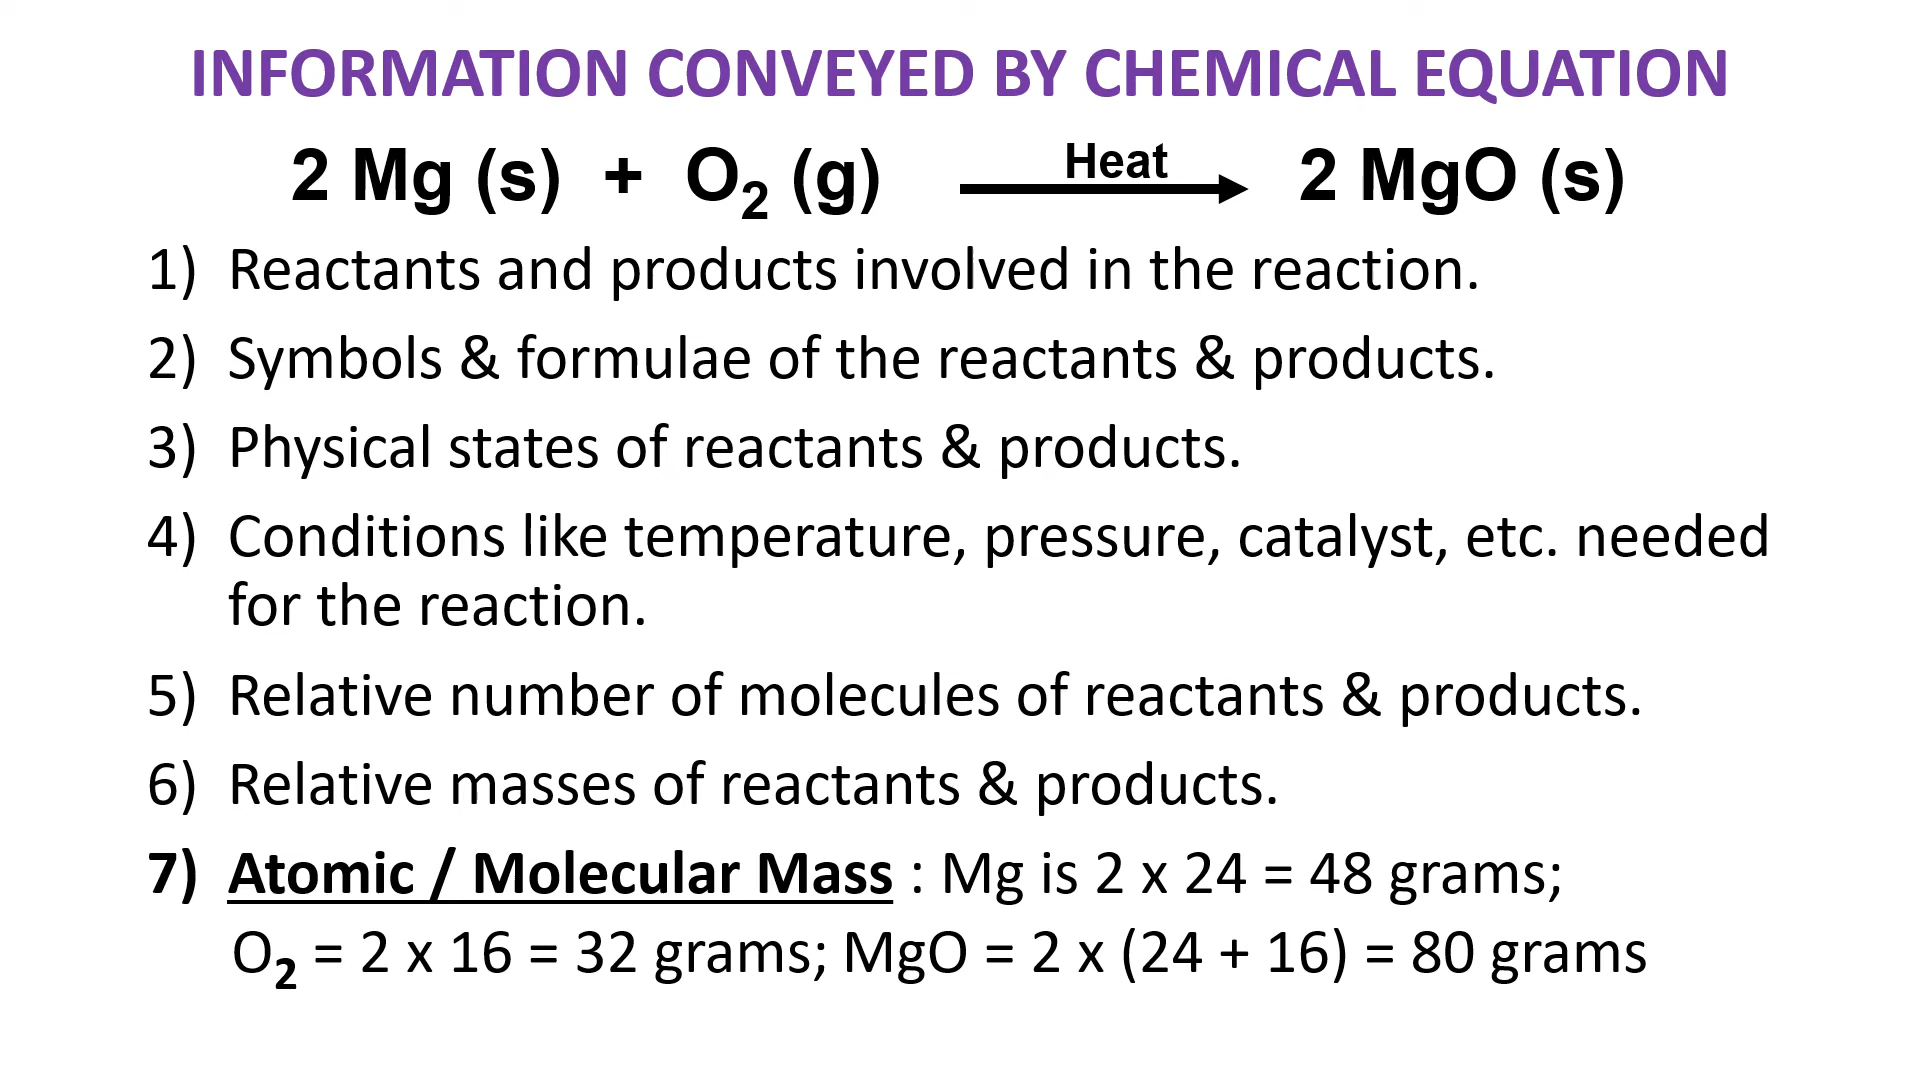 INFORMATION CONVEYED BY CHEMICAL EQUATION
2 Mg (s) + O₂ (g) Heat → 2 MgO (s)
1) Reactants and products involved in the reaction.
2) Symbols & formulae of the reactants & products.
3) Physical states of reactants & products.
4) Conditions like temperature, pressure, catalyst, etc. needed
for the reaction.
5) Relative number of molecules of reactants & products.
6) Relative masses of reactants & products.
7) Atomic / Molecular Mass : Mg is 2 x 24 = 48 grams;
O₂ = 2 x 16 = 32 grams; MgO = 2 x (24 + 16) = 80 grams